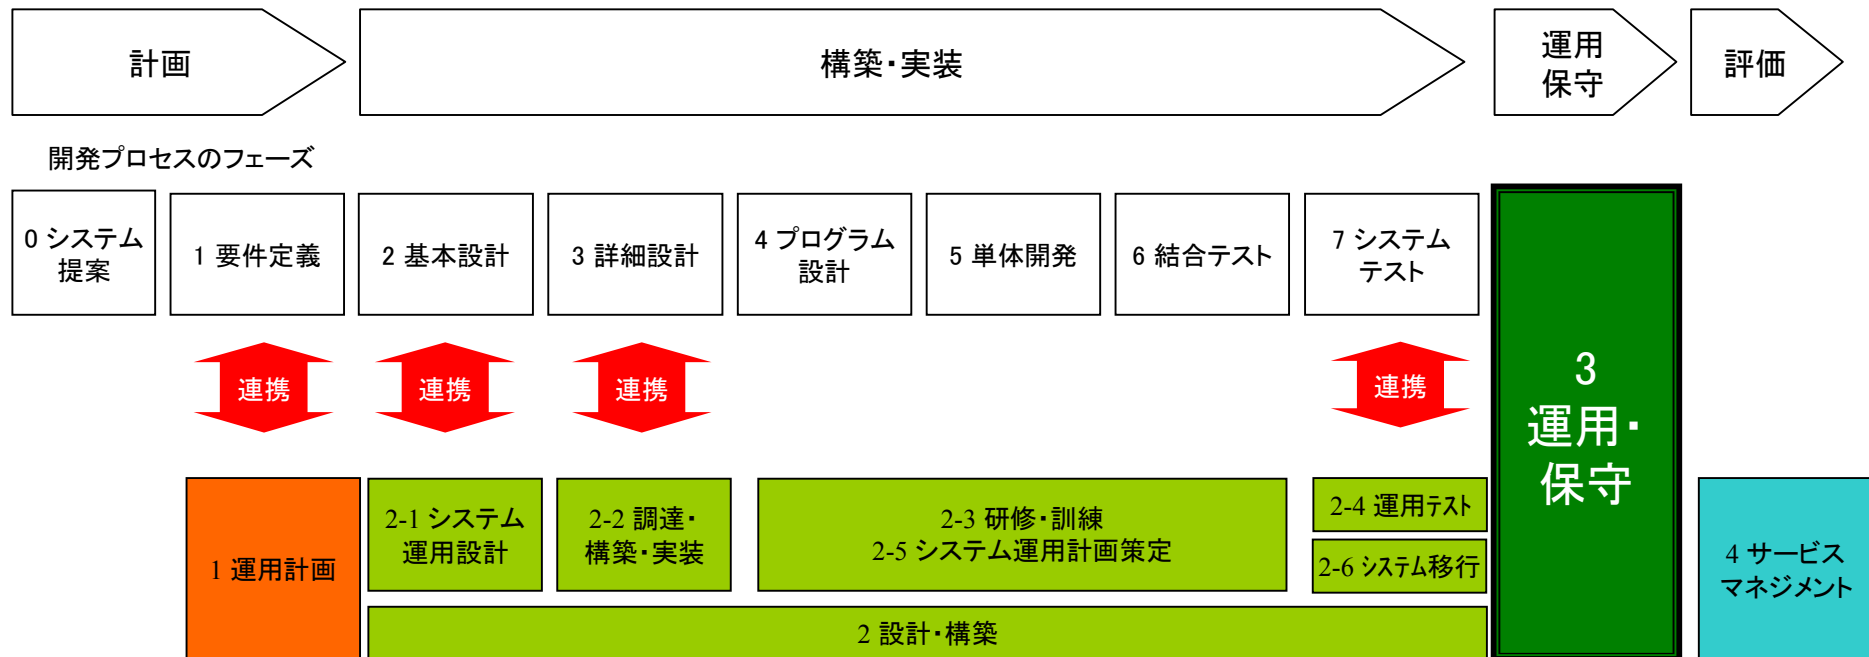 計画
構築・実装
運用
保守
評価
開発プロセスのフェーズ
0 システム
提案
1 要件定義
2 基本設計
3 詳細設計
4 プログラム
設計
5 単体開発
6 結合テスト
7 システム
テスト
連携
連携
連携
連携
3
運用・
保守
1 運用計画
2-1 システム
運用設計
2-2 調達・
構築・実装
2-3 研修・訓練
2-5 システム運用計画策定
2-4 運用テスト
2-6 システム移行
2 設計・構築
4 サービス
マネジメント